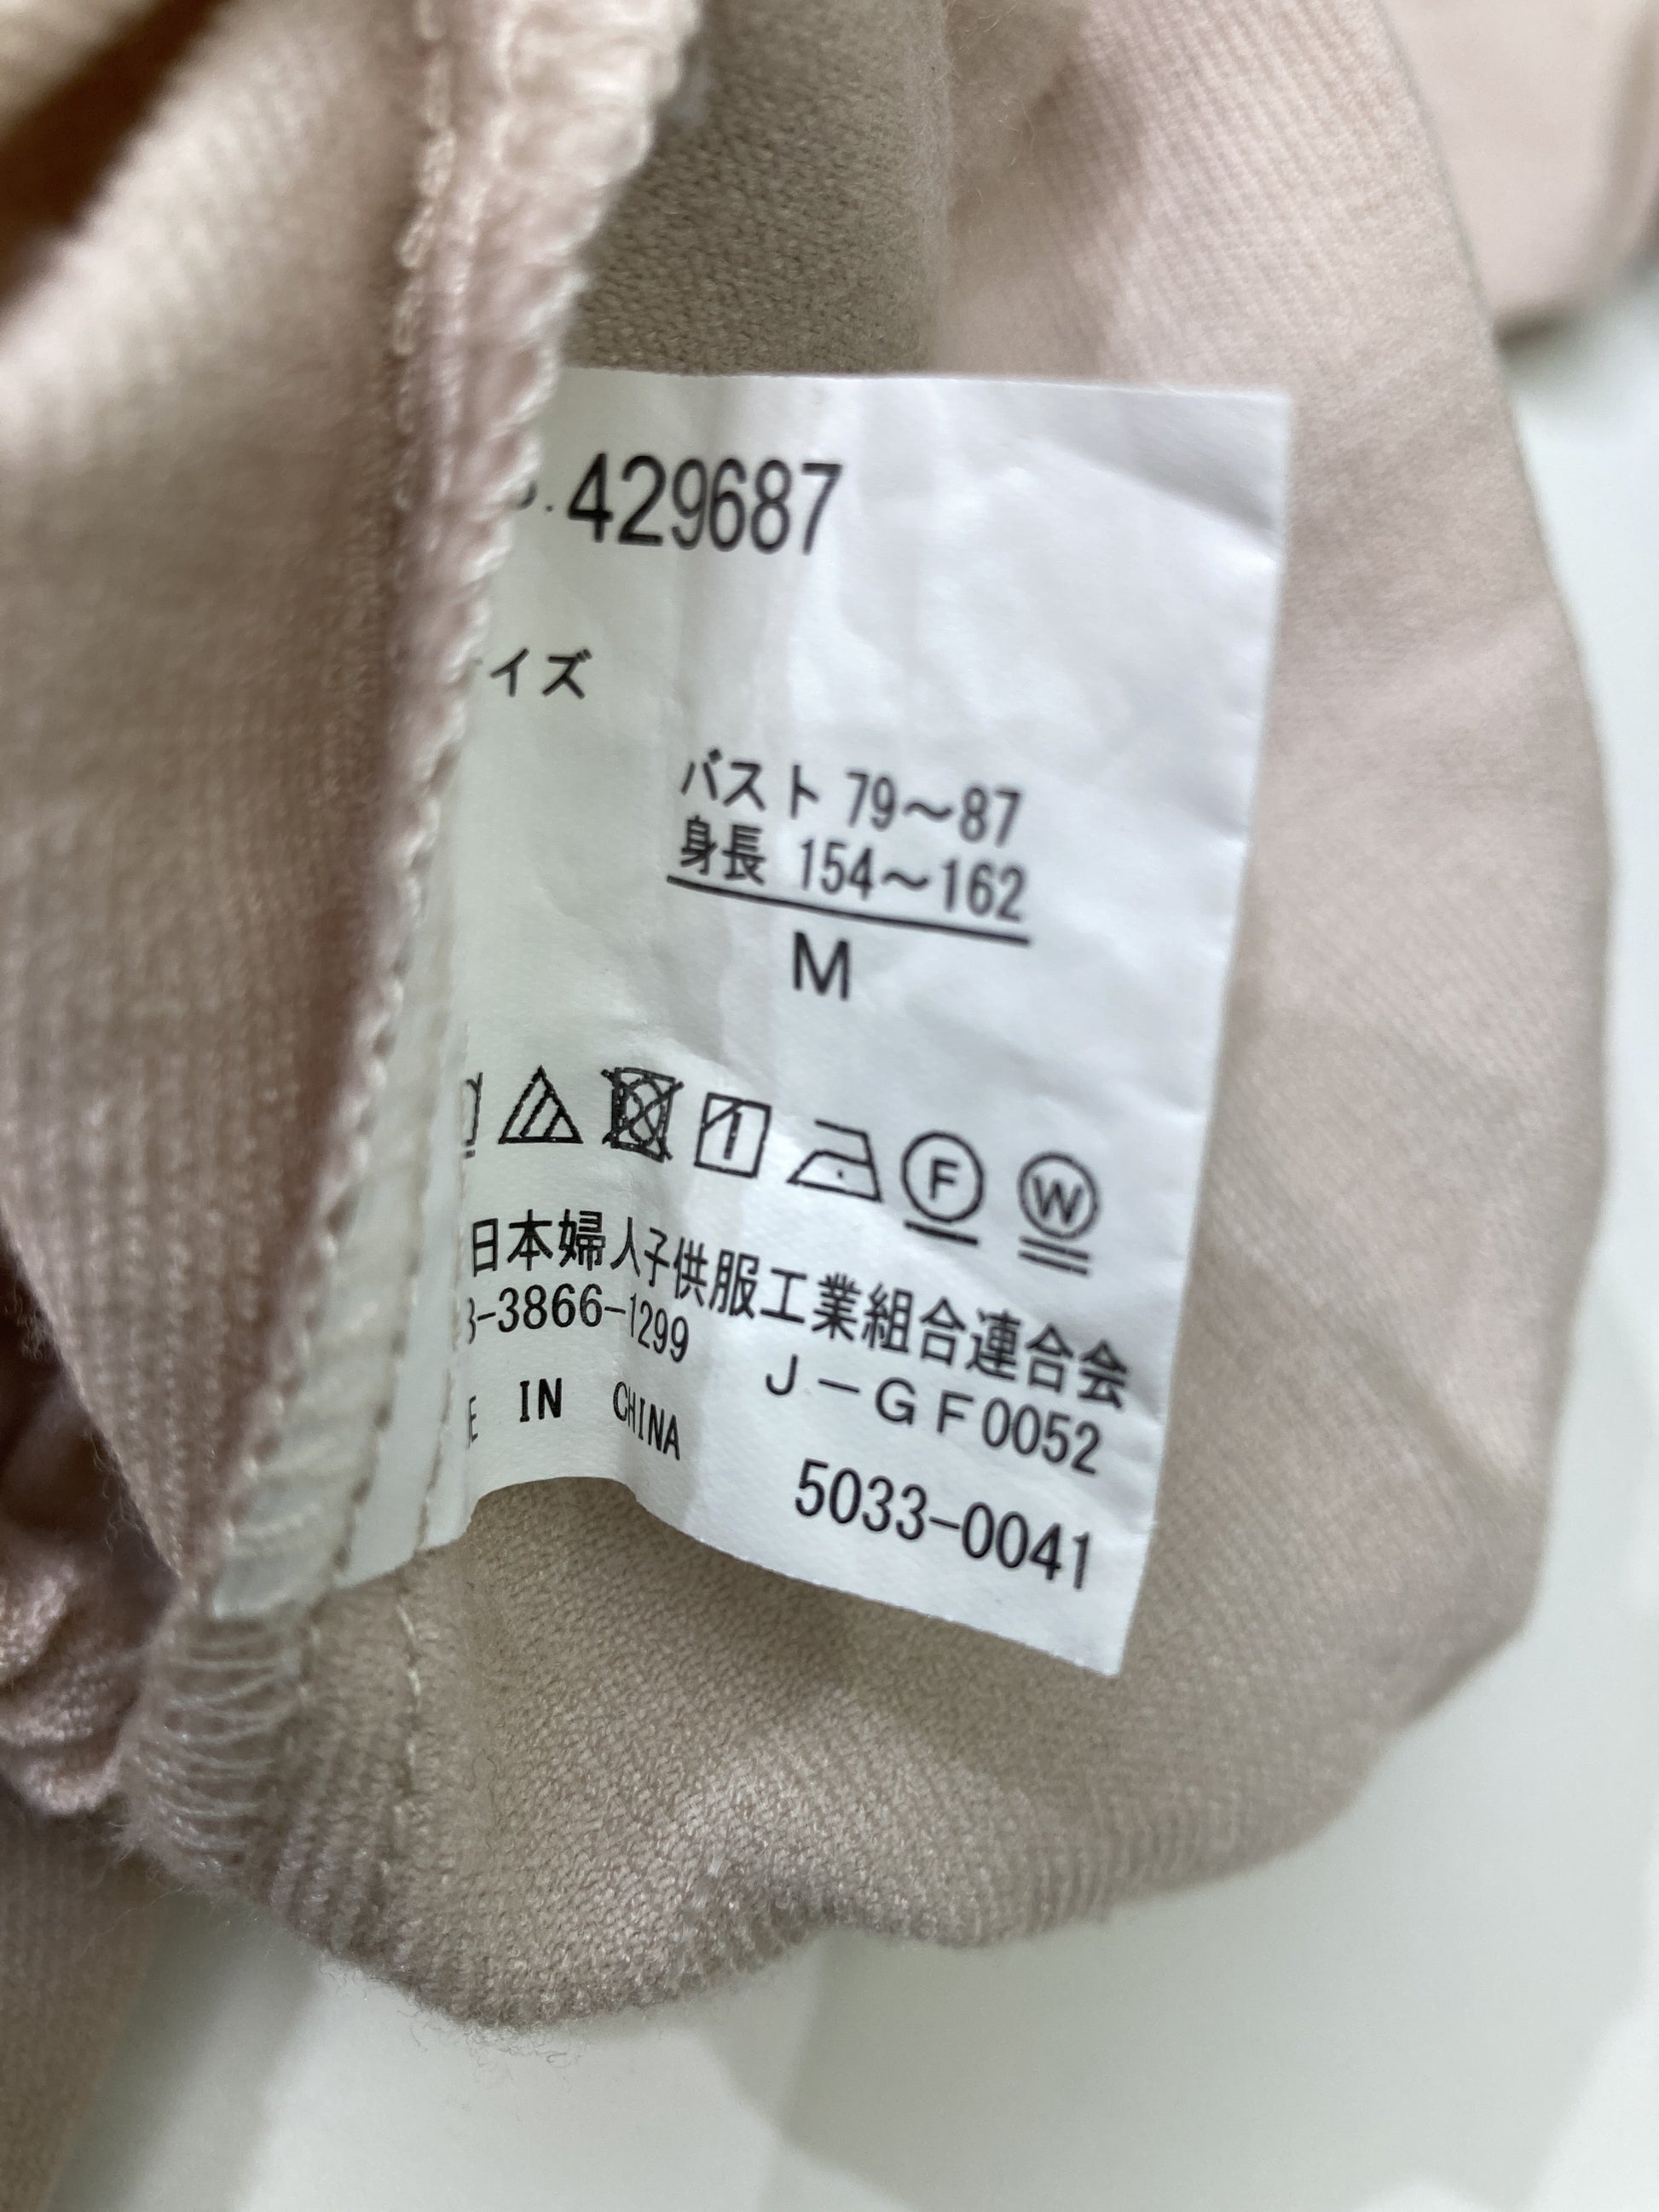 .429687
イズ
バスト 79～87
身長 154～162
M
F W
日本婦人子供服工業組合連合会
3-3866-1299 J-GF0052
E IN CHINA
5033-0041